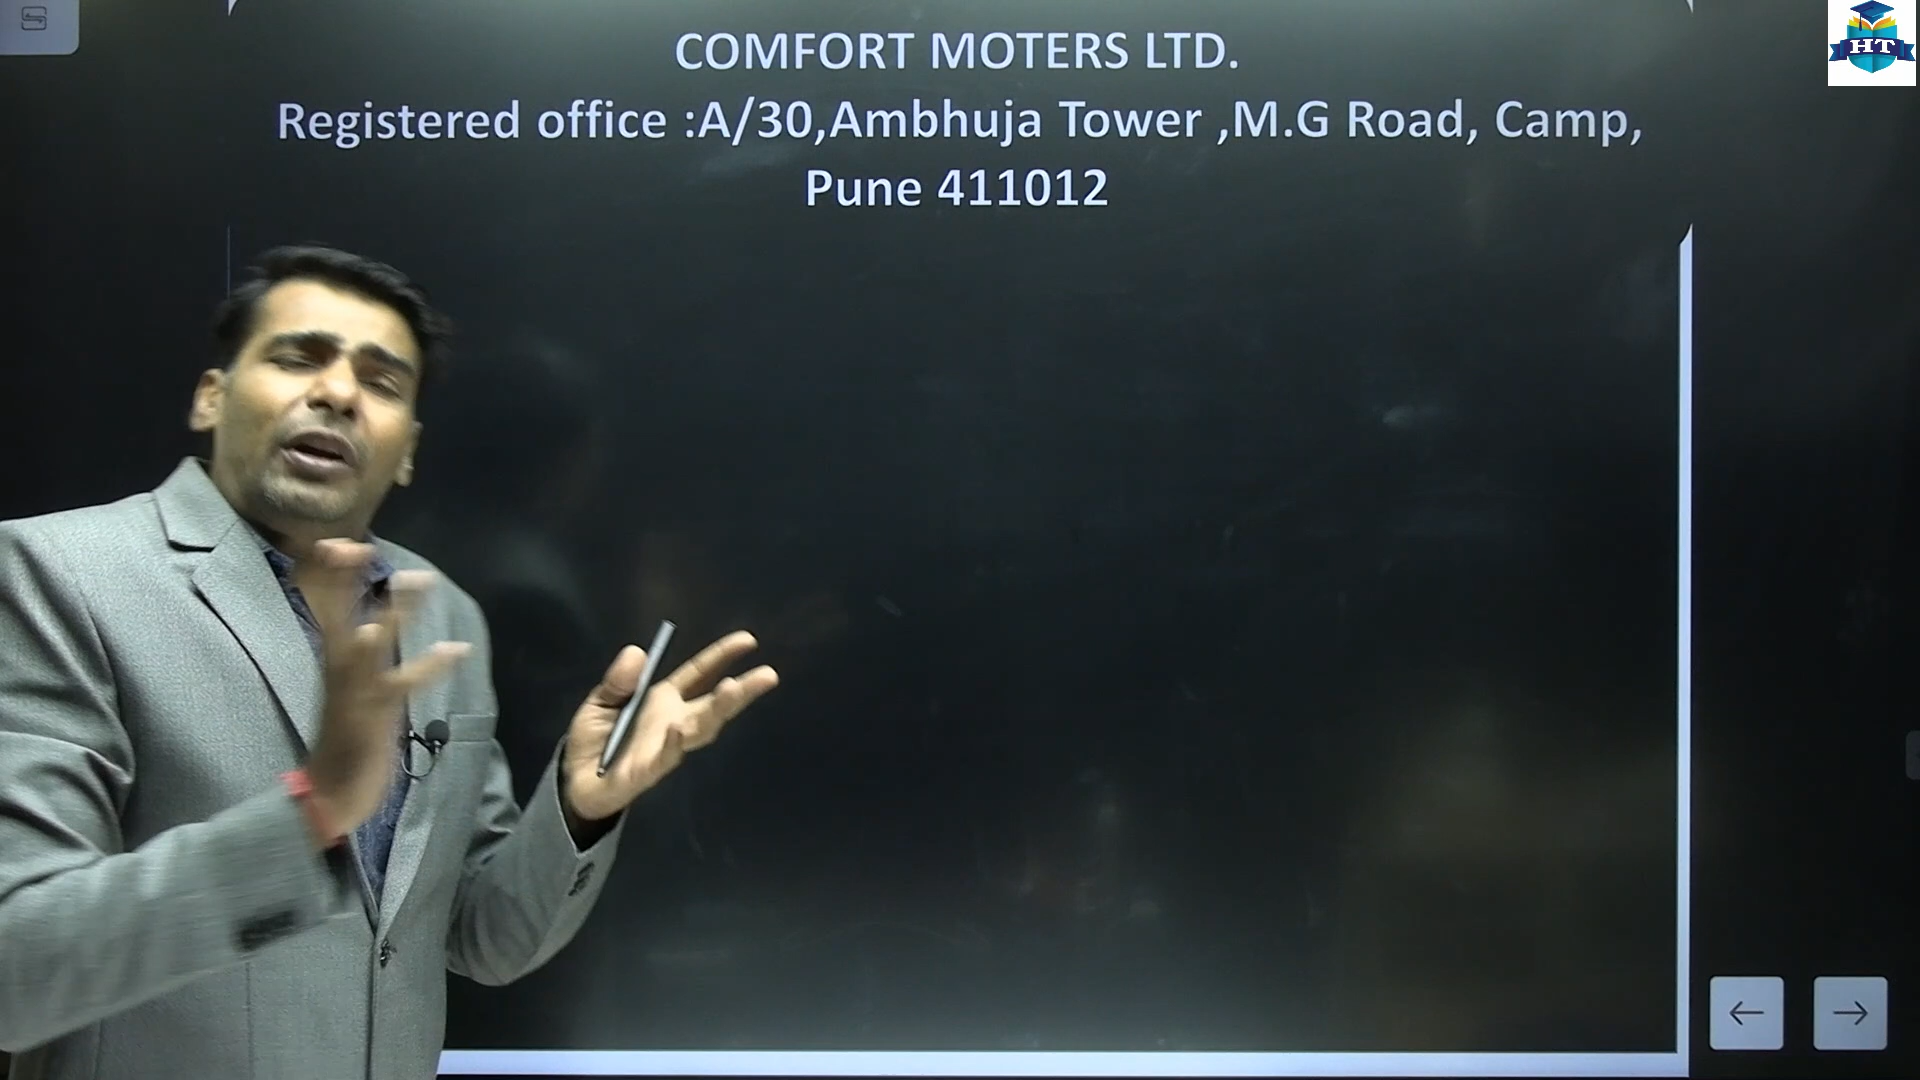 COMFORT MOTERS LTD.
Registered office :A/30,Ambhuja Tower ,M.G Road, Camp,
Pune 411012
HT